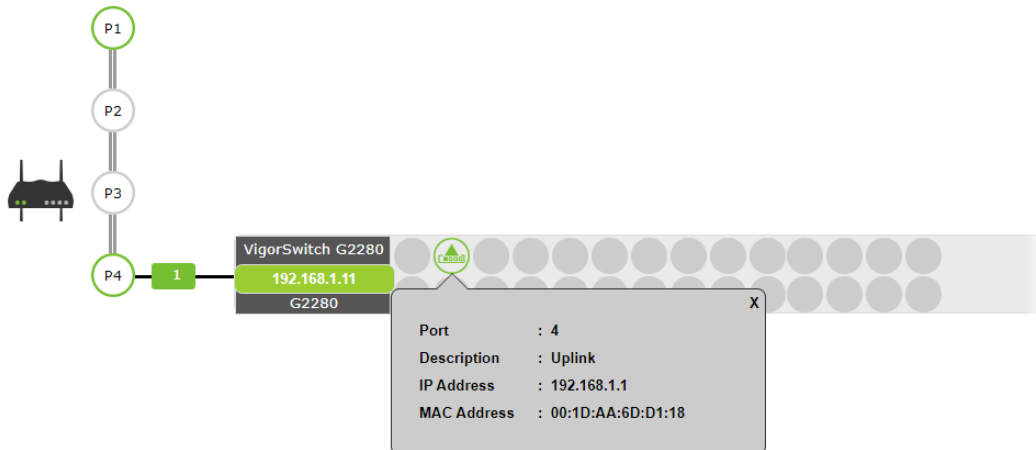 P1
P2
P3
P4
1
VigorSwitch G2280
192.168.1.11
G2280
X
Port : 4
Description : Uplink
IP Address : 192.168.1.1
MAC Address : 00:1D:AA:6D:D1:18